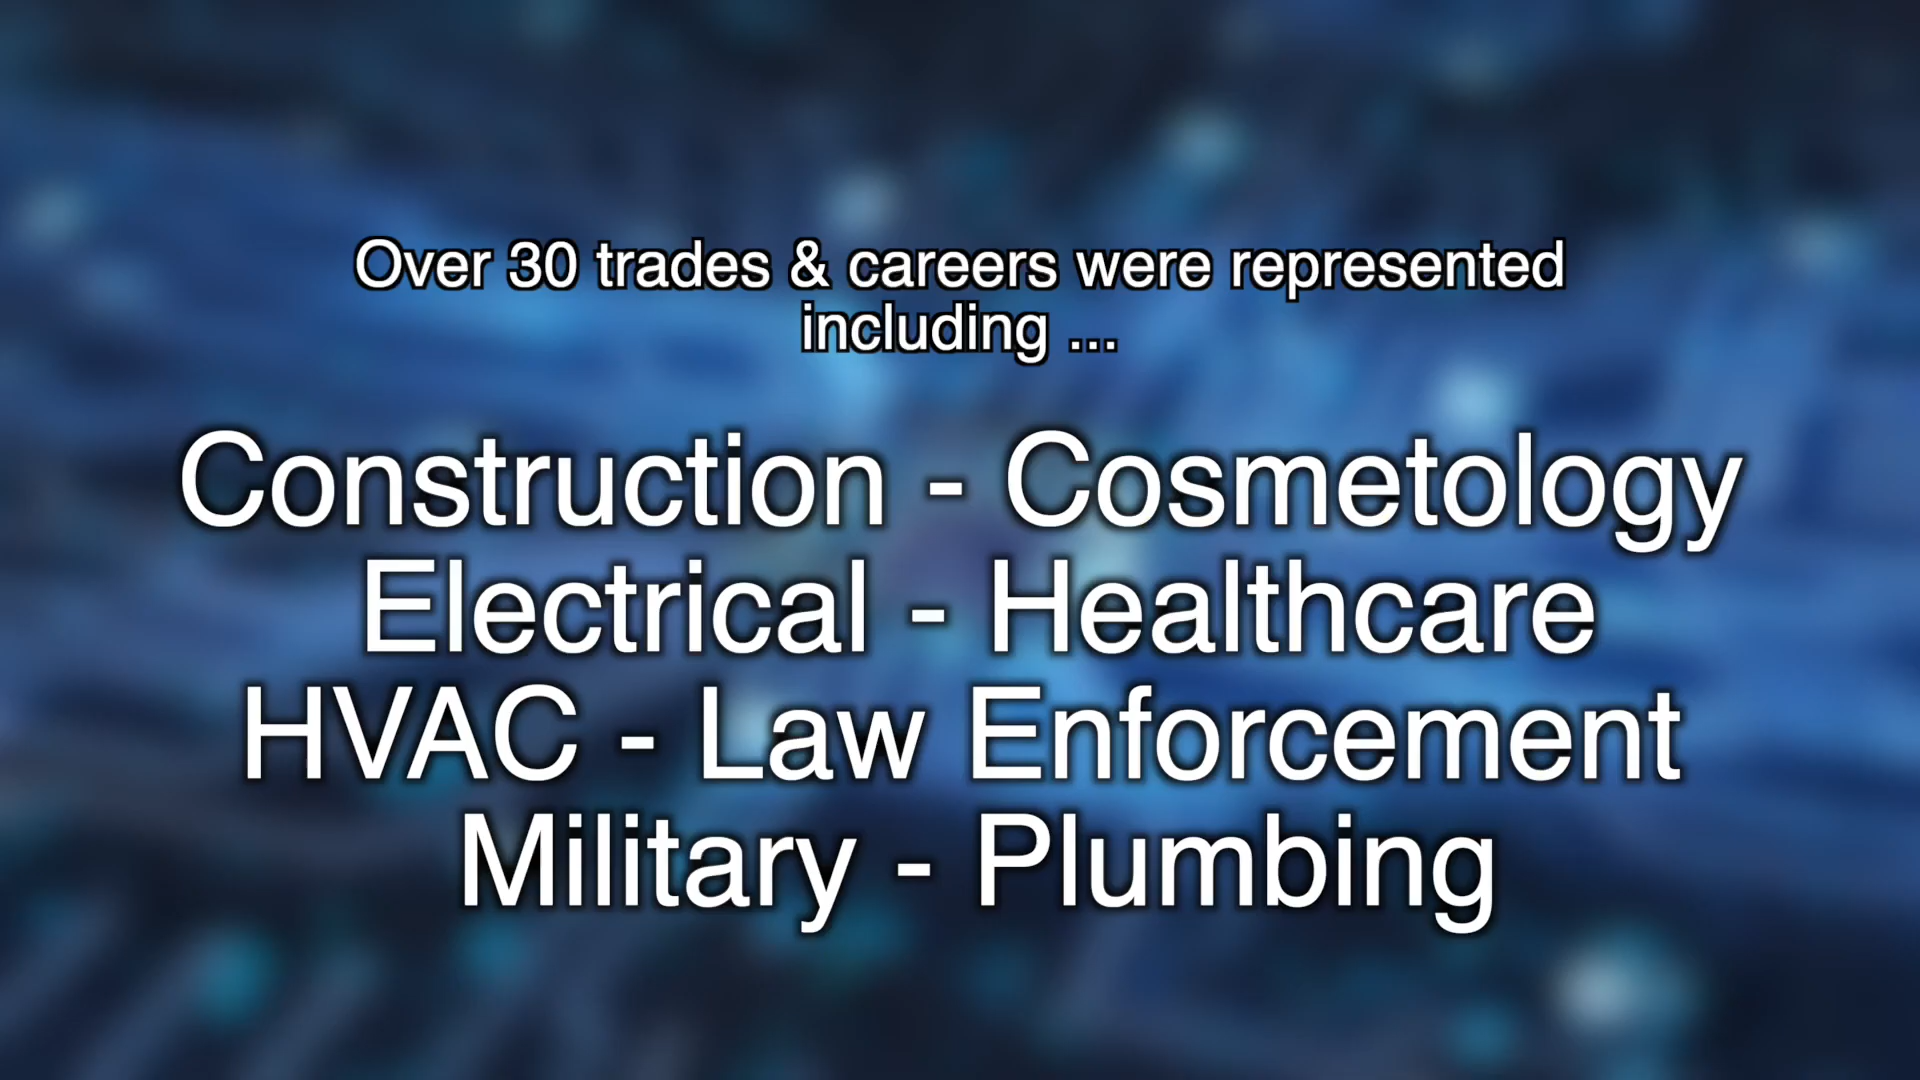 Over 30 trades & careers were represented
including ...
Construction - Cosmetology
Electrical - Healthcare
HVAC - Law Enforcement
Military - Plumbing